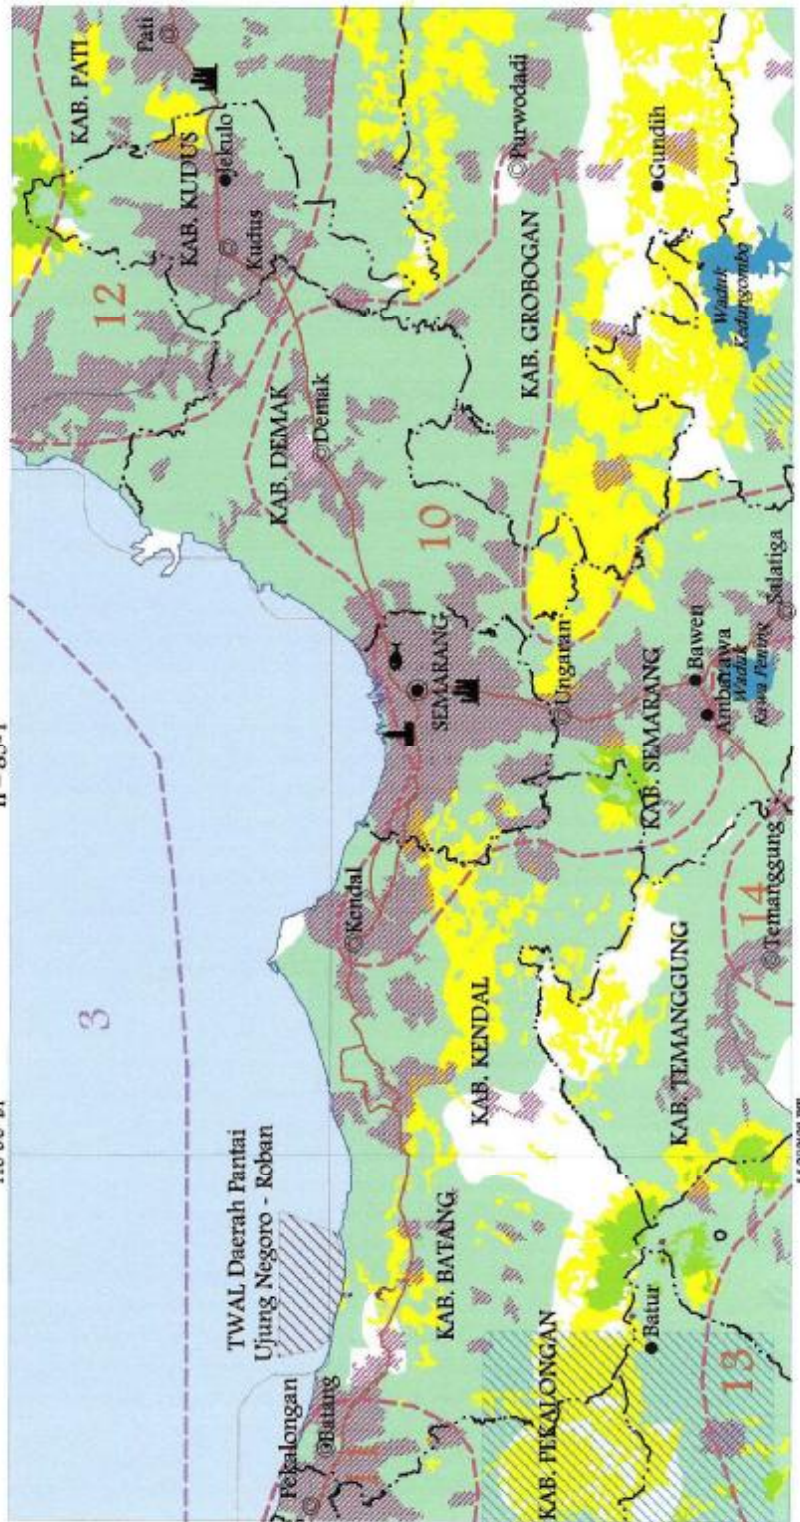 3
TWAL Daerah Pantai
Ujung Negoro - Roban
Pekalongan
Batang
11
KAB. BATANG
KAB. PEKALONGAN
Batur
13
Kendal
KAB. KENDAL
KAB. TEMANGGUNG
14
Temanggung
SEMARANG
Ungaran
KAB. SEMARANG
Bawen
Ambarawa
Waduk
Rawa Pening
Salatiga
10
KAB. DEMAK
Demak
KAB. GROBOGAN
Purwodadi
Gundih
Waduk
Kedungombo
12
KAB. KUDUS
Kudus
Jekulo
KAB. PATI
Pati